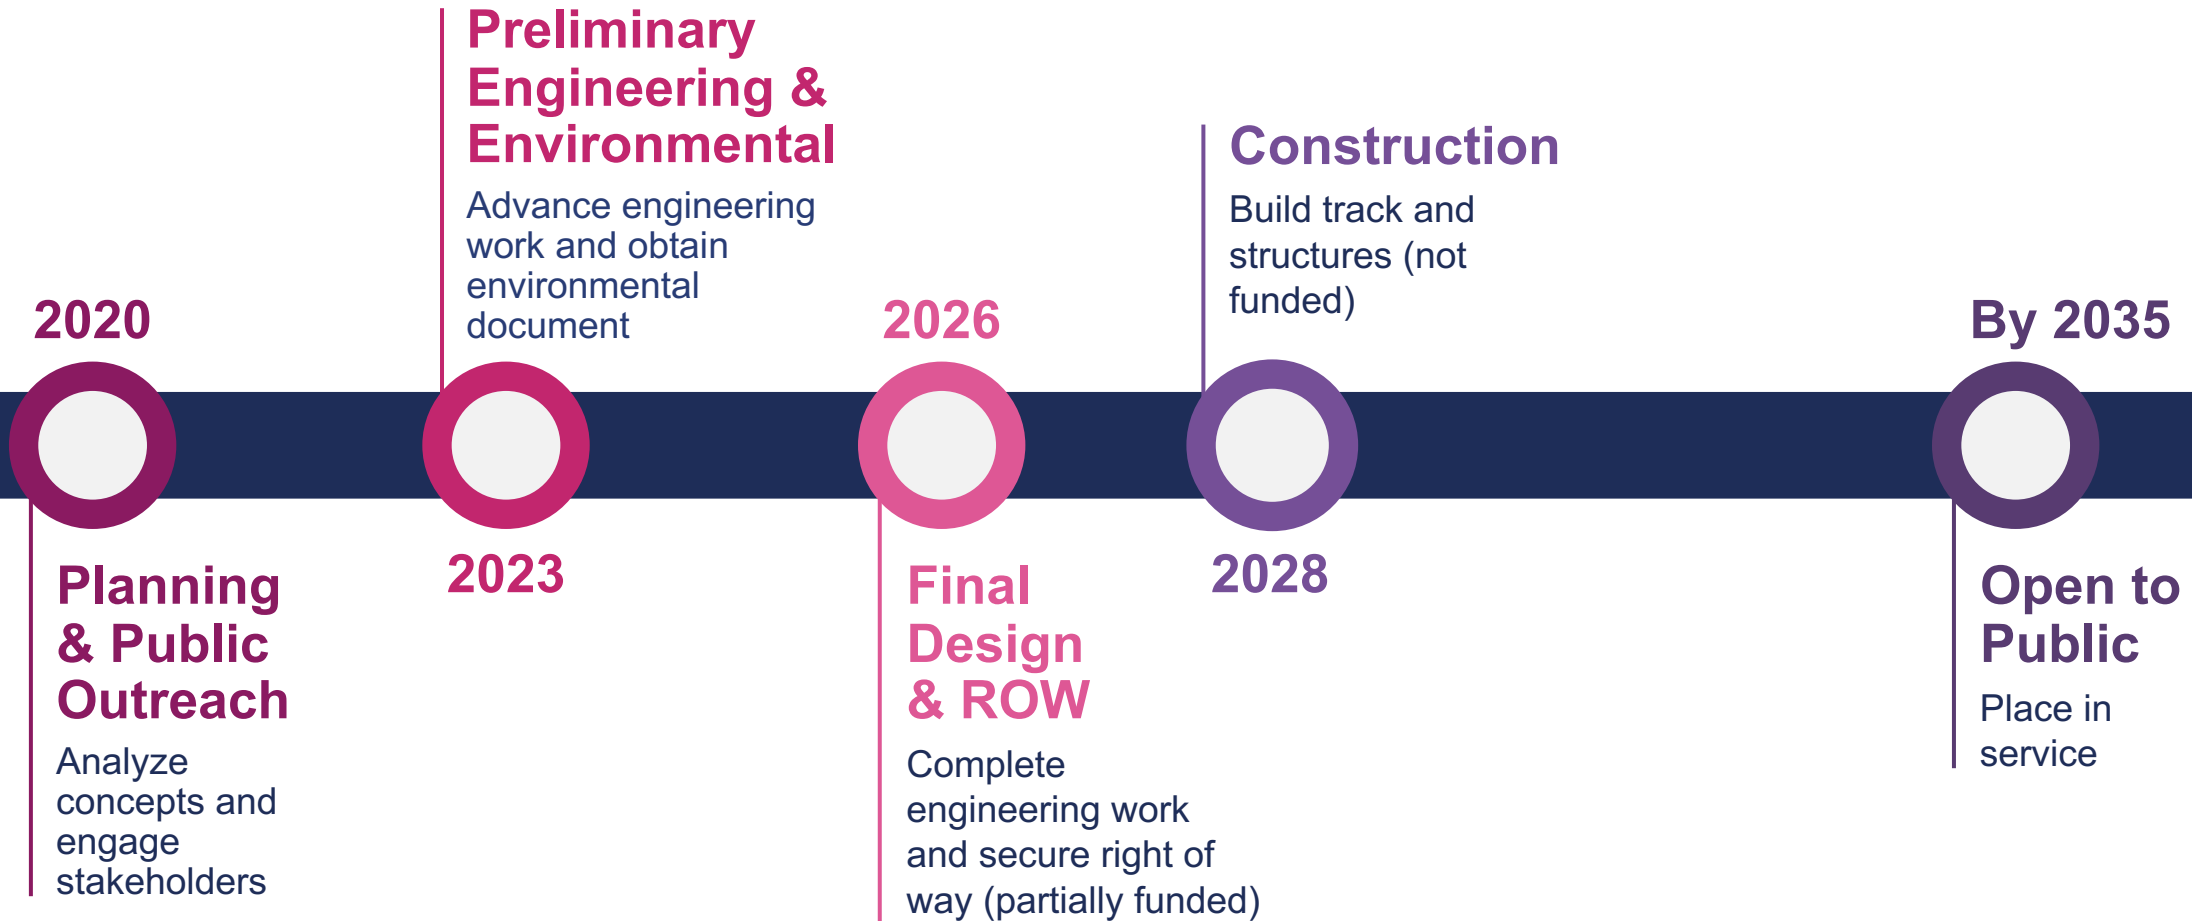 2020
Planning
& Public
Outreach
Analyze
concepts and
engage
stakeholders
Preliminary
Engineering &
Environmental
Advance engineering
work and obtain
environmental
document
2023
2026
Final
Design
& ROW
Complete
engineering work
and secure right of
way (partially funded)
Construction
Build track and
structures (not
funded)
2028
By 2035
Open to
Public
Place in
service